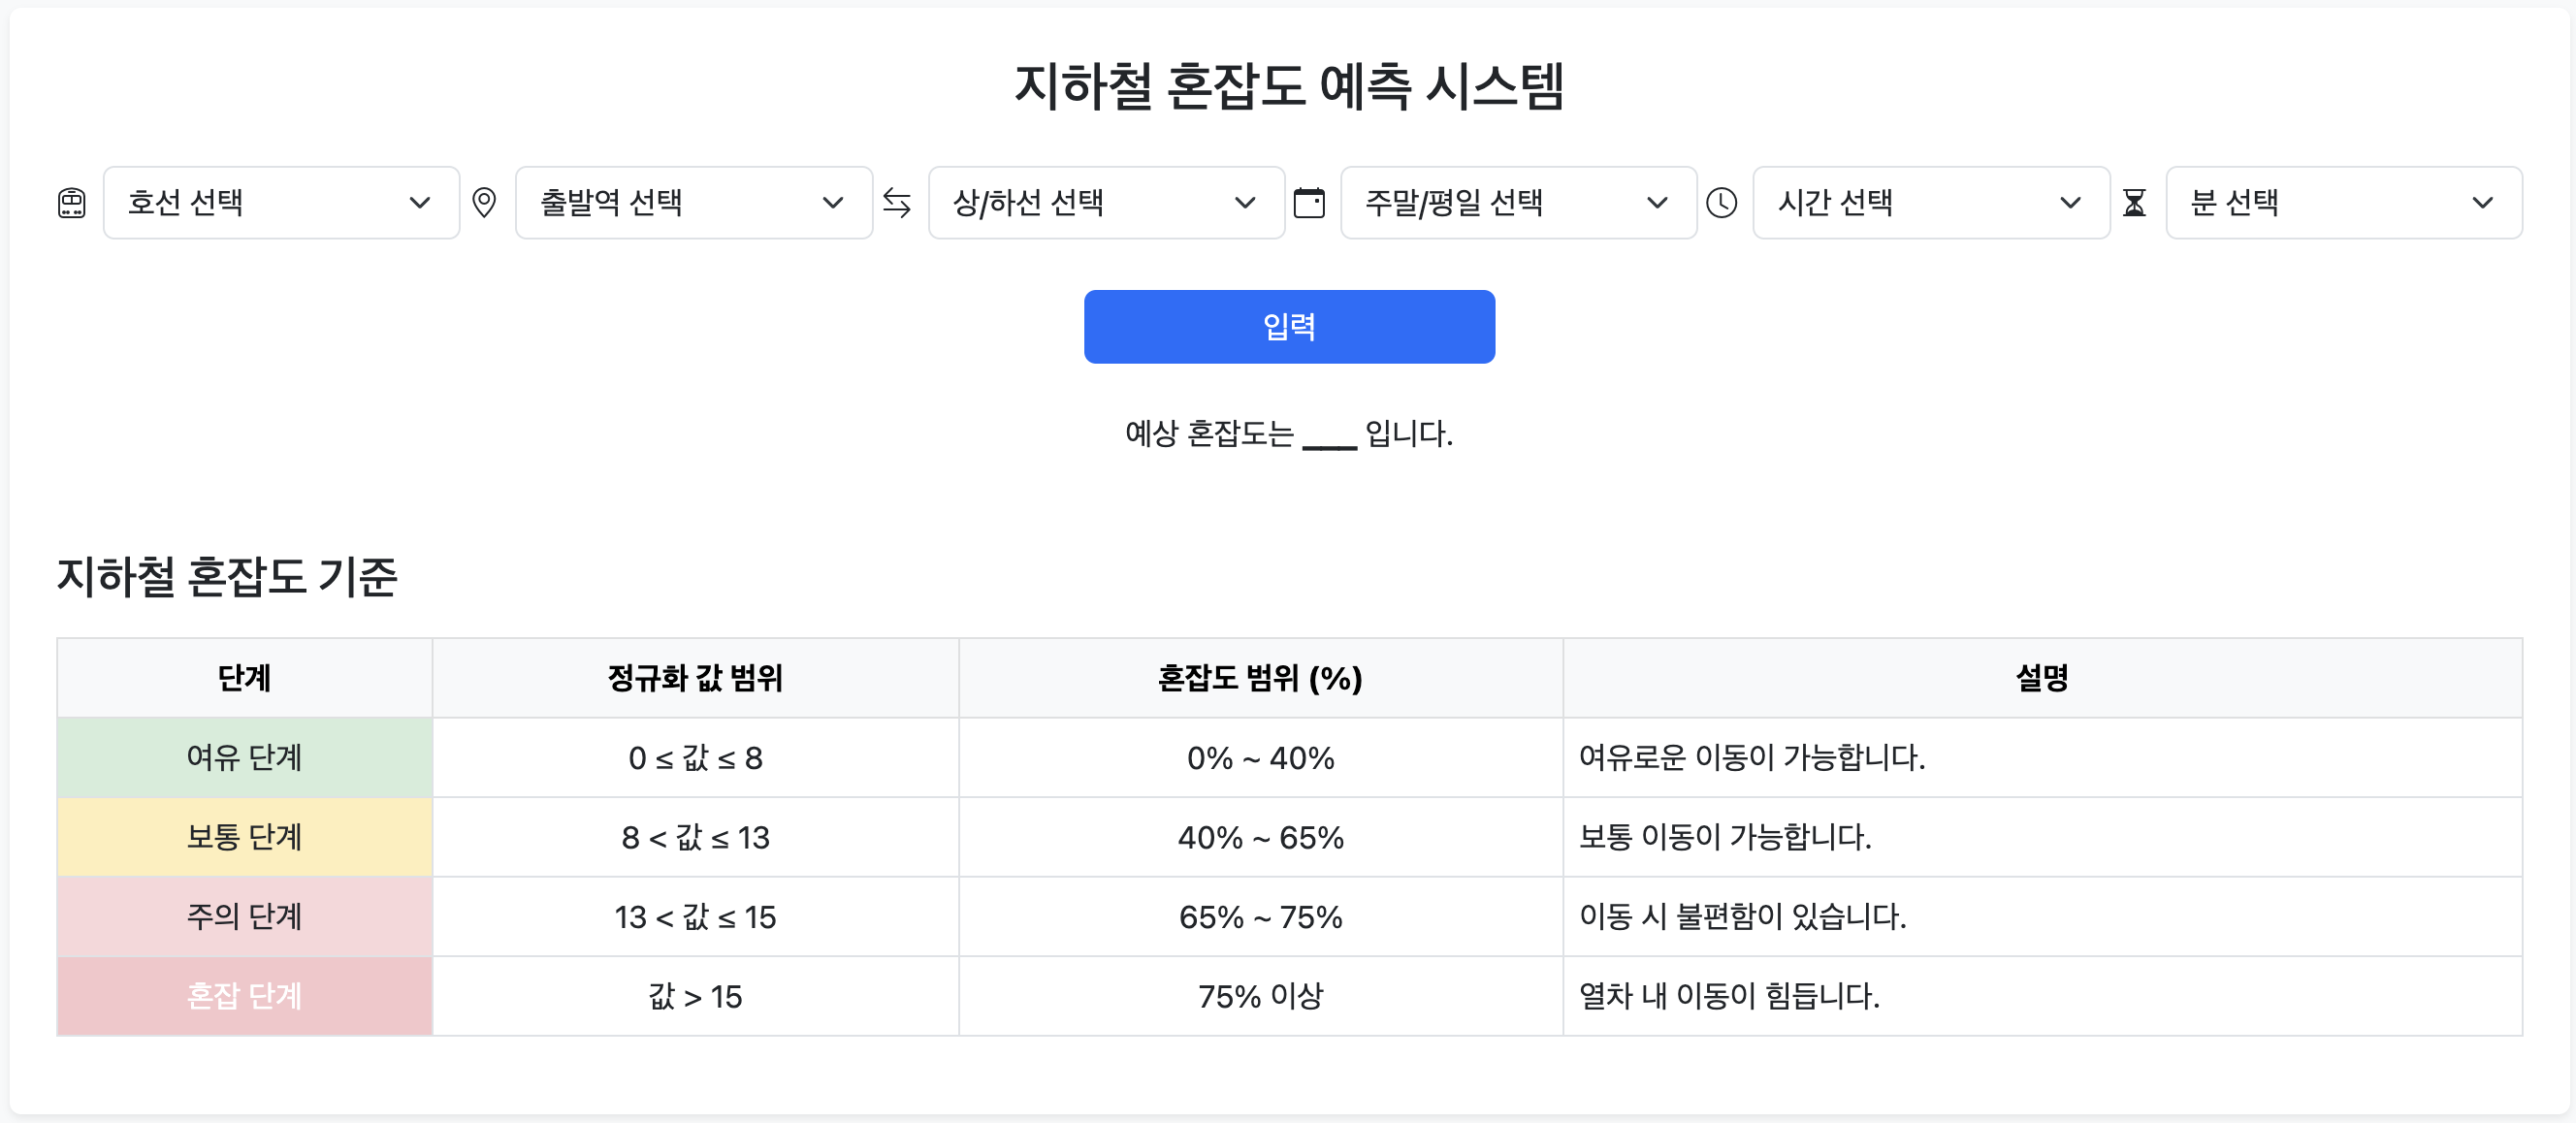 지하철 혼잡도 예측 시스템
호선 선택 출발역 선택 상/하선 선택 주말/평일 선택 시간 선택 분 선택
입력
예상 혼잡도는 ___ 입니다.
지하철 혼잡도 기준
단계 정규화 값 범위 혼잡도 범위 (%) 설명
여유 단계 0 ≤ 값 ≤ 8 0% ~ 40% 여유로운 이동이 가능합니다.
보통 단계 8 < 값 ≤ 13 40% ~ 65% 보통 이동이 가능합니다.
주의 단계 13 < 값 ≤ 15 65% ~ 75% 이동 시 불편함이 있습니다.
혼잡 단계 값 > 15 75% 이상 열차 내 이동이 힘듭니다.